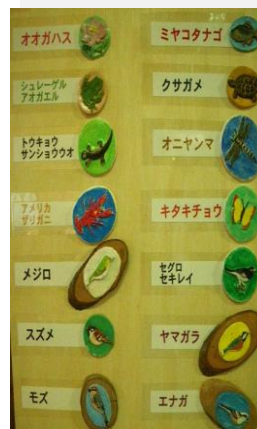 オオガハス
シュレーゲル
アオガエル
トウキョウ
サンショウウオ
アメリカ
ザリガニ
メジロ
スズメ
モズ
ミヤコタナゴ
クサガメ
オニヤンマ
キタキチョウ
セグロ
セキレイ
ヤマガラ
エナガ